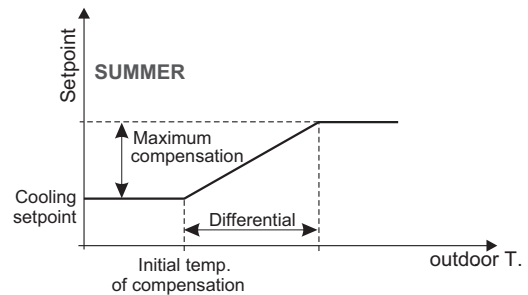 Setpoint
SUMMER
Maximum
compensation
Cooling
setpoint
Differential
outdoor T.
Initial temp.
of compensation